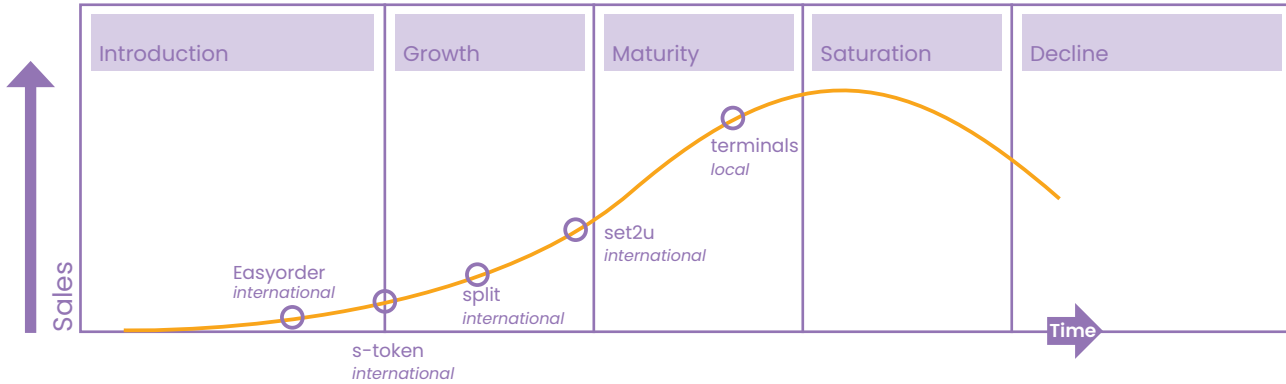 Introduction
Growth
Maturity
Saturation
Decline
terminals
local
set2u
international
Easyorder
international
split
international
s-token
international
Sales
Time